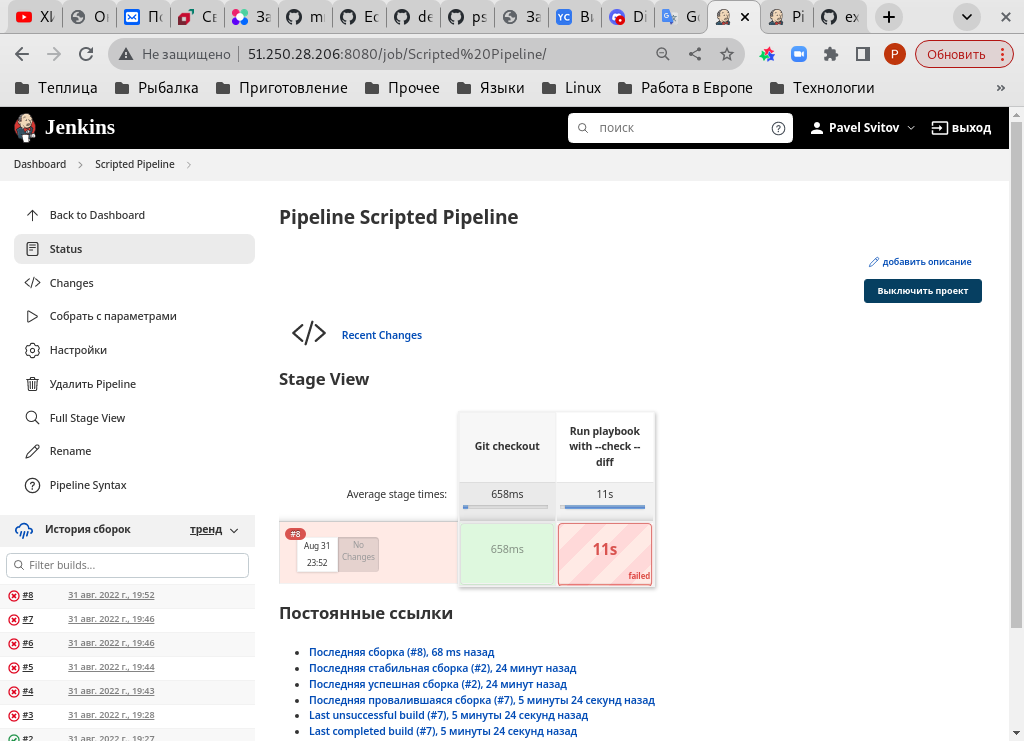 Хи
Оп
По
Св
За
mr
Ec
de
ps
За
Ви
Di
Go
Pi
ex
Не защищено
51.250.28.206:8080/job/Scripted%20Pipeline/
P
Обновить
Теплица
Рыбалка
Приготовление
Прочее
Языки
Linux
Работа в Европе
Технологии
»
Jenkins
поиск
Pavel Svitov
выход
Dashboard
Scripted Pipeline
Back to Dashboard
Status
Changes
Собрать с параметрами
Настройки
Удалить Pipeline
Full Stage View
Rename
Pipeline Syntax
История сборок
тренд
Filter builds...
#8 31 авг. 2022 г., 19:52
#7 31 авг. 2022 г., 19:46
#6 31 авг. 2022 г., 19:46
#5 31 авг. 2022 г., 19:44
#4 31 авг. 2022 г., 19:43
#3 31 авг. 2022 г., 19:28
#2 31 авг. 2022 г., 19:27
Pipeline Scripted Pipeline
добавить описание
Выключить проект
Recent Changes
Stage View
Git checkout
Run playbook
with --check --
diff
Average stage times:
658ms
11s
#8
Aug 31
23:52
No
Changes
658ms
11s
failed
Постоянные ссылки
Последняя сборка (#8), 68 ms назад
Последняя стабильная сборка (#2), 24 минут назад
Последняя успешная сборка (#2), 24 минут назад
Последняя провалившаяся сборка (#7), 5 минуты 24 секунд назад
Last unsuccessful build (#7), 5 минуты 24 секунд назад
Last completed build (#7), 5 минуты 24 секунд назад